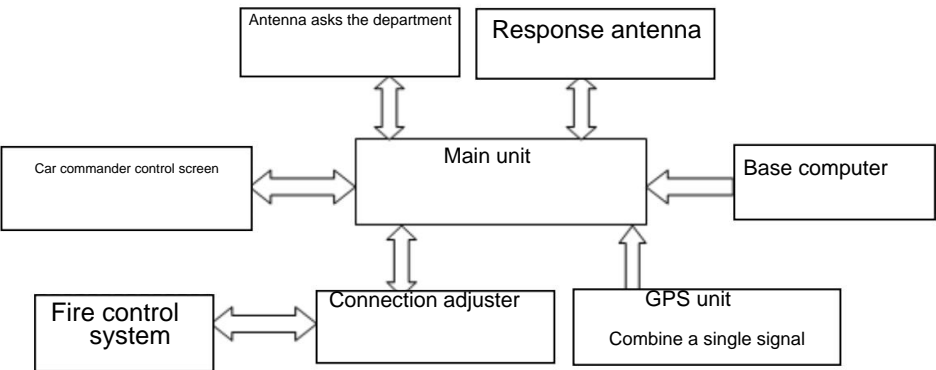 Antenna asks the department
Response antenna
Main unit
Car commander control screen
Base computer
Connection adjuster
GPS unit
Combine a single signal
Fire control
system